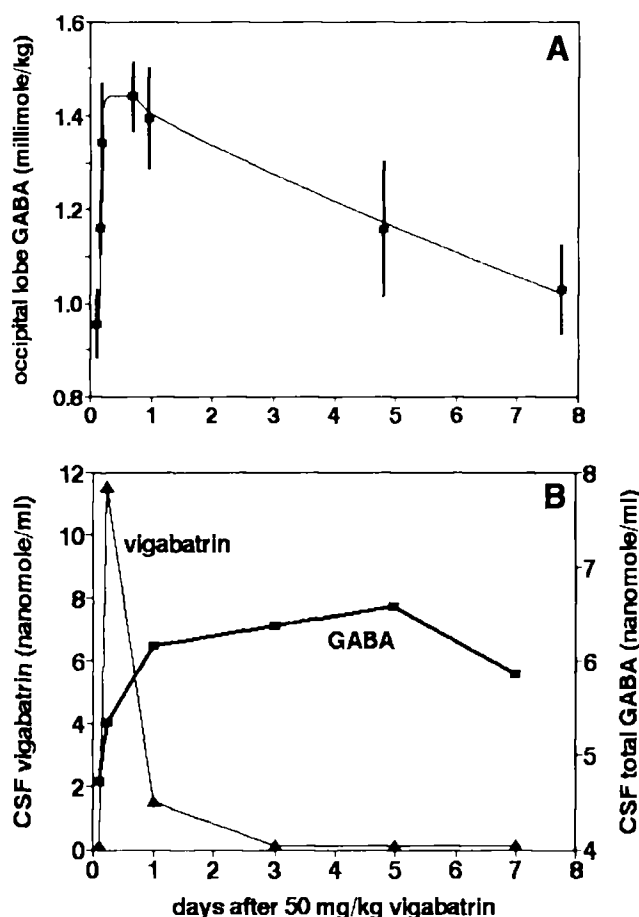 A
occipital lobe GABA (millimole/kg)
1.6
1.4
1.2
1.0
0.8
0 1 2 3 4 5 6 7 8
B
CSF vigabatrin (nanomole/ml)
12
10
8
6
4
2
0
vigabatrin
GABA
8
7
6
5
4
CSF total GABA (nanomole/ml)
0 1 2 3 4 5 6 7 8
days after 50 mg/kg vigabatrin